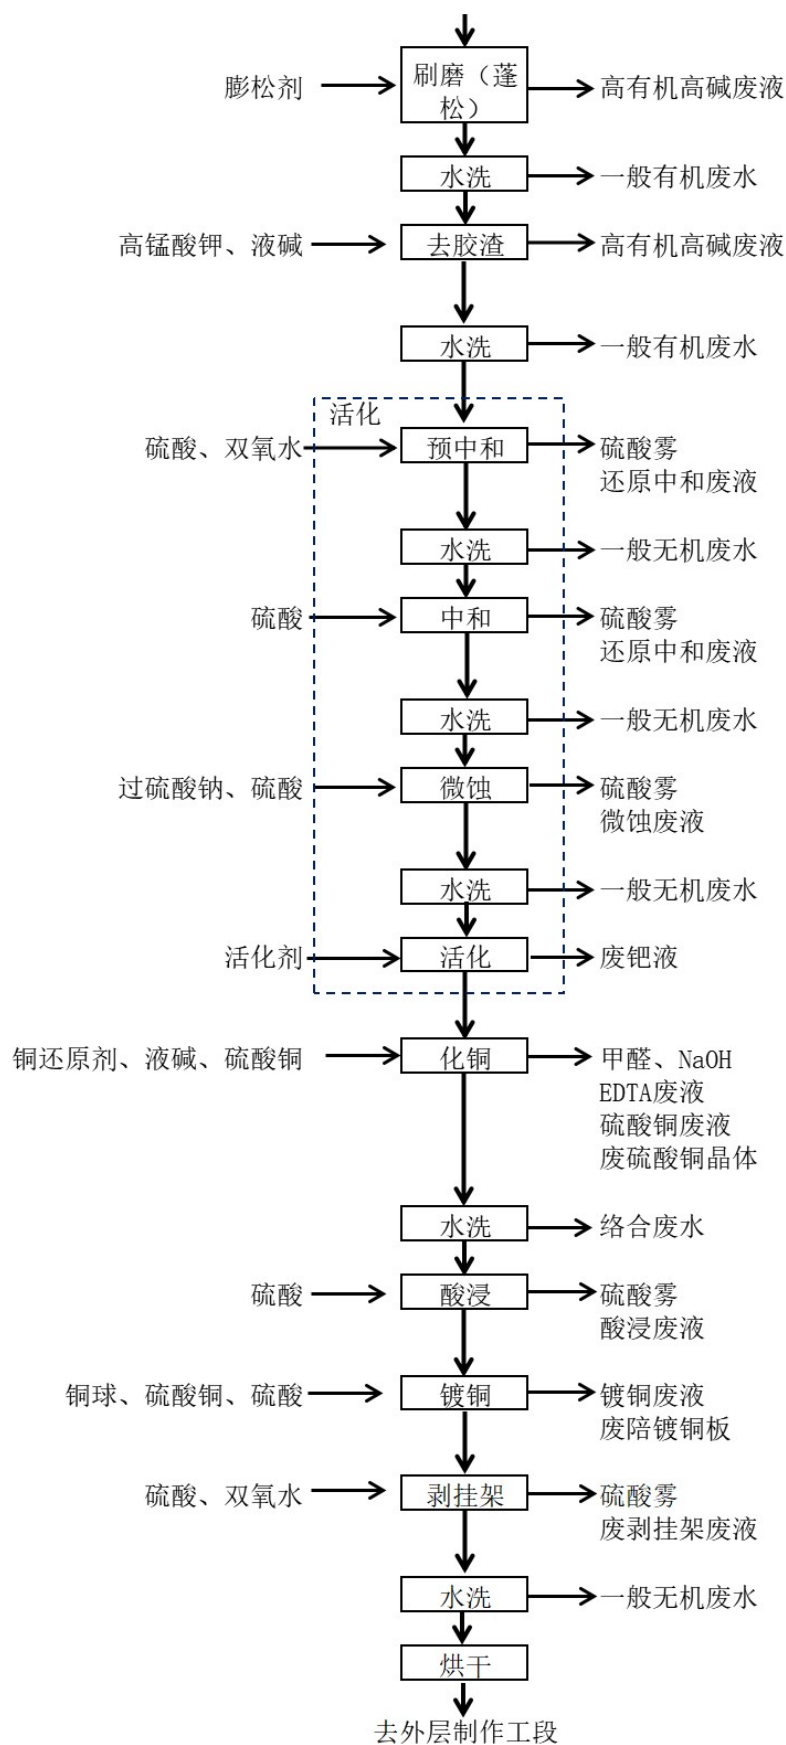 膨松剂
刷磨（蓬
松）
高有机高碱废液
水洗
一般有机废水
高锰酸钾、液碱
去胶渣
高有机高碱废液
水洗
一般有机废水
活化
硫酸、双氧水
预中和
硫酸雾
还原中和废液
水洗
一般无机废水
硫酸
中和
硫酸雾
还原中和废液
水洗
一般无机废水
过硫酸钠、硫酸
微蚀
硫酸雾
微蚀废液
水洗
一般无机废水
活化剂
活化
废钯液
铜还原剂、液碱、硫酸铜
化铜
甲醛、NaOH
EDTA废液
硫酸铜废液
废硫酸铜晶体
水洗
络合废水
硫酸
酸浸
硫酸雾
酸浸废液
铜球、硫酸铜、硫酸
镀铜
镀铜废液
废陪镀铜板
硫酸、双氧水
剥挂架
硫酸雾
废剥挂架废液
水洗
一般无机废水
烘干
去外层制作工段